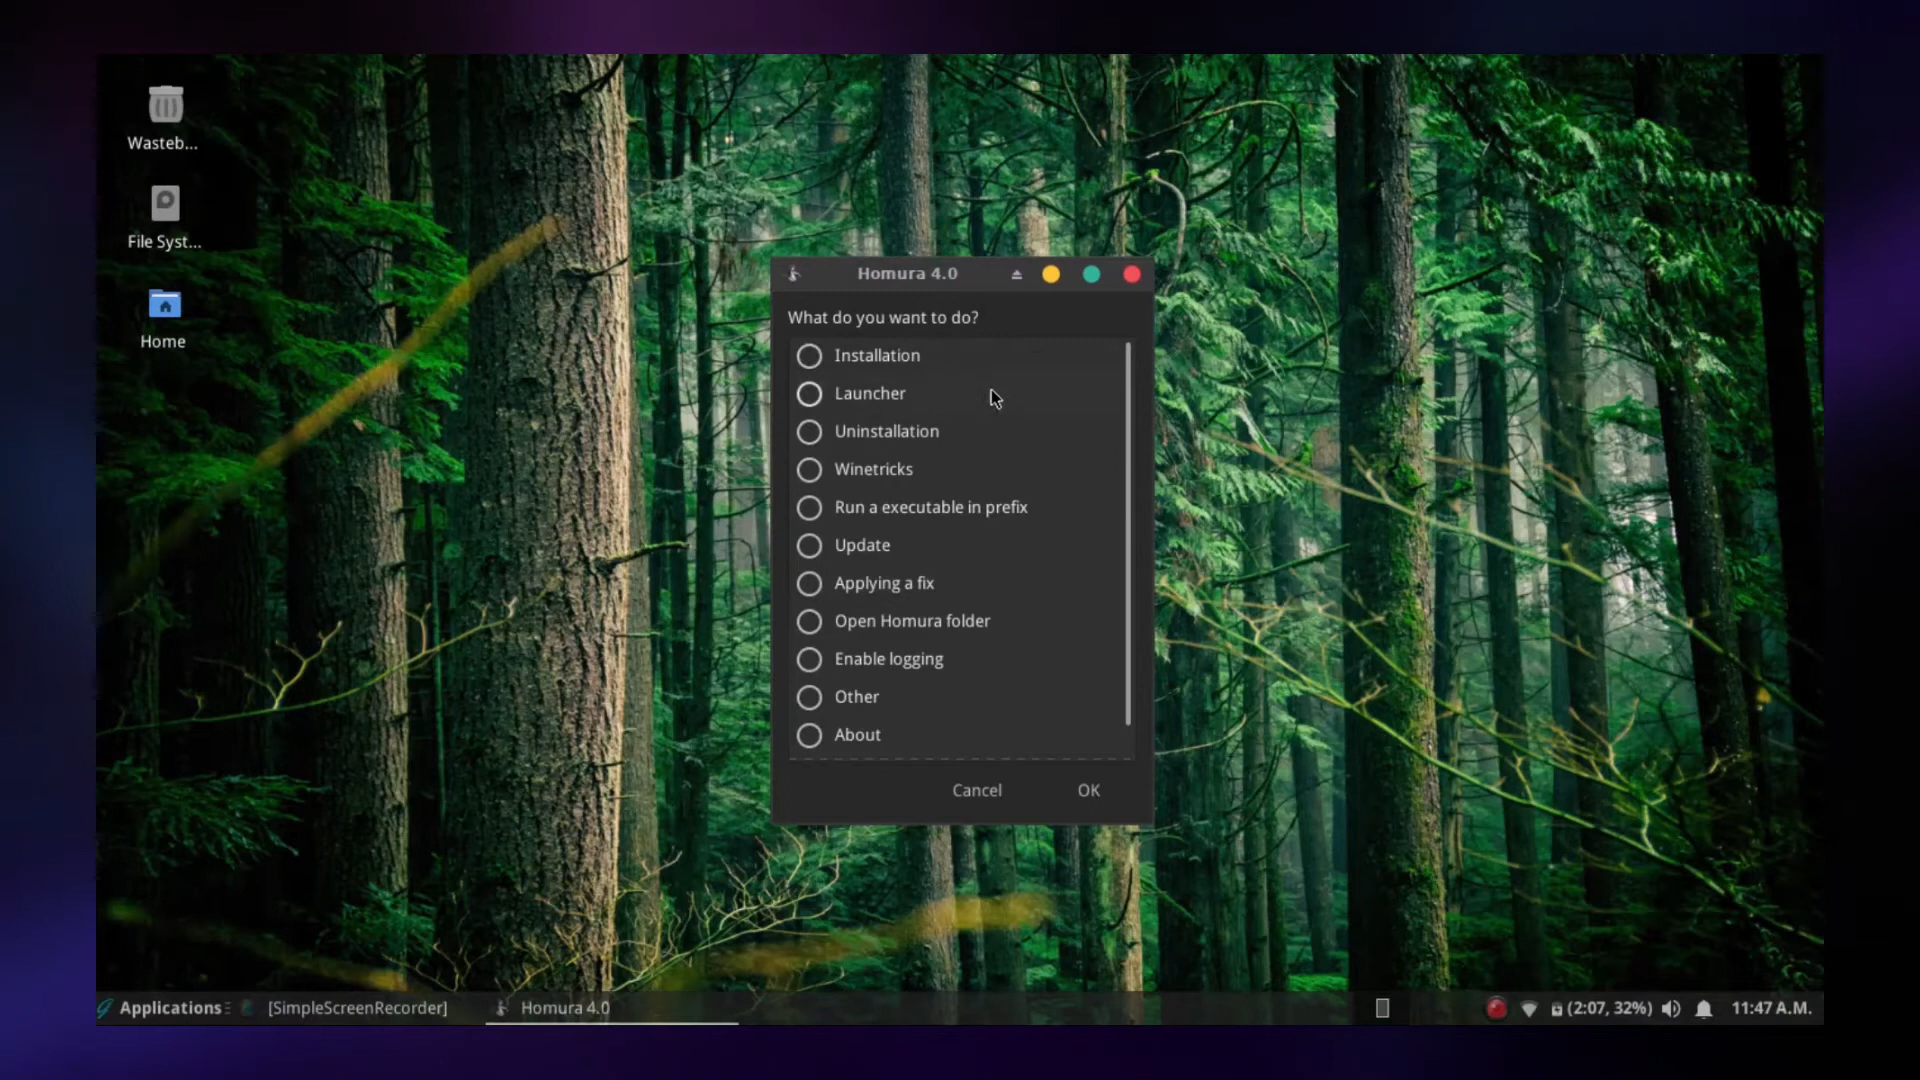 Wasteb...
File Syst...
Home
Homura 4.0
What do you want to do?
Installation
Launcher
Uninstallation
Winetricks
Run a executable in prefix
Update
Applying a fix
Open Homura folder
Enable logging
Other
About
Cancel OK
Applications [SimpleScreenRecorder] Homura 4.0 (2:07, 32%) 11:47 A.M.